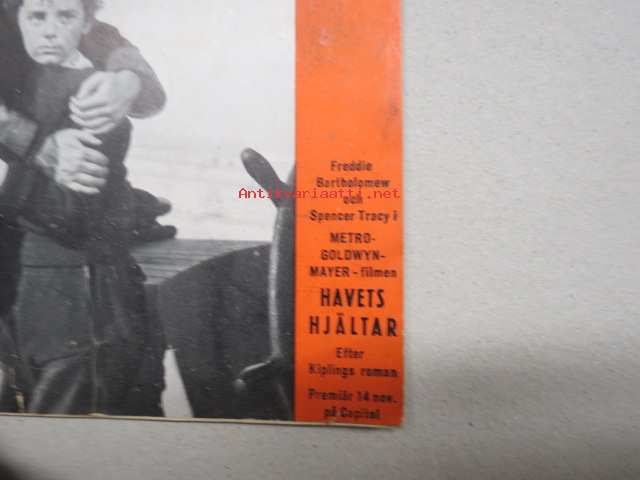 Freddie
Bartholomew
och
Spencer Tracy i
METRO-
GOLDWYN-
MAYER - filmen
HAVETS
HJÄLTAR
Efter
Kiplings roman
Premiär 14 nov.
på Capitol
Antikvariaatti.net